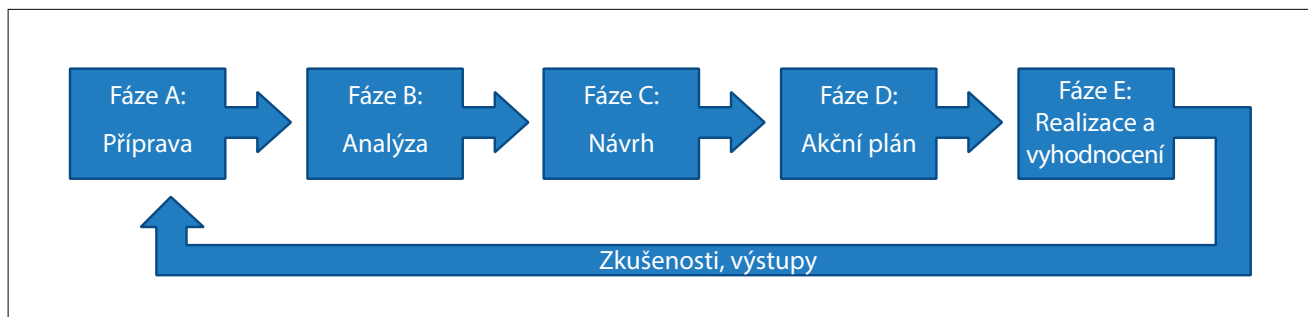 Fáze A:
Příprava
Fáze B:
Analýza
Fáze C:
Návrh
Fáze D:
Akční plán
Fáze E:
Realizace a
vyhodnocení
Zkušenosti, výstupy